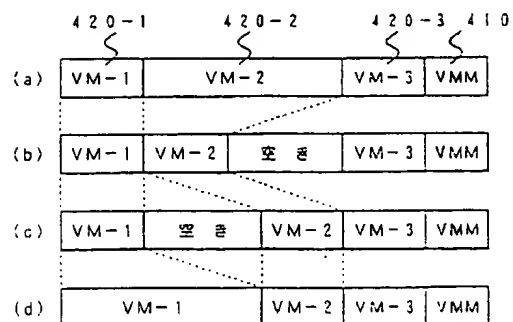 420-1 420-2 420-3 410
(a) VM-1 VM-2 VM-3 VMM
(b) VM-1 VM-2 空き VM-3 VMM
(c) VM-1 空き VM-2 VM-3 VMM
(d) VM-1 VM-2 VM-3 VMM